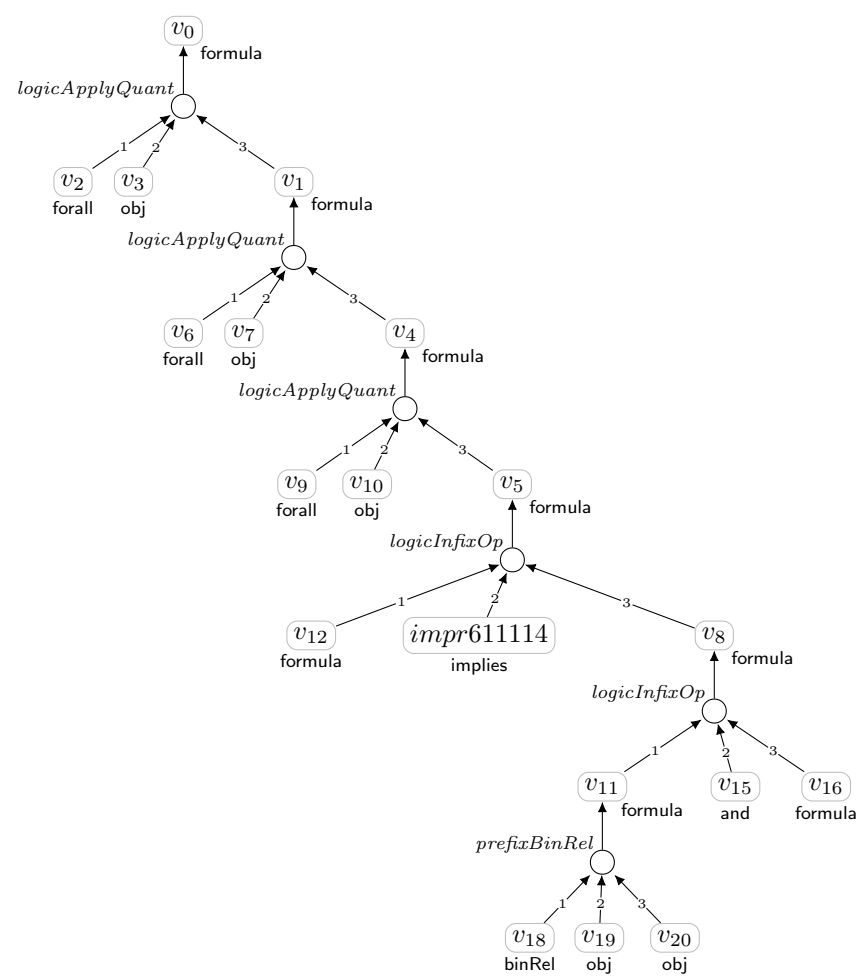 v0
formula
logicApplyQuant
1 2 3
v2 v3 v1
forall obj formula
logicApplyQuant
1 2 3
v6 v7 v4
forall obj formula
logicApplyQuant
1 2 3
v9 v10 v5
forall obj formula
logicInfixOp
1 2 3
v12 impr611114 v8
formula implies formula
logicInfixOp
1 2 3
v11 v15 v16
formula and formula
prefixBinRel
1 2 3
v18 v19 v20
binRel obj obj